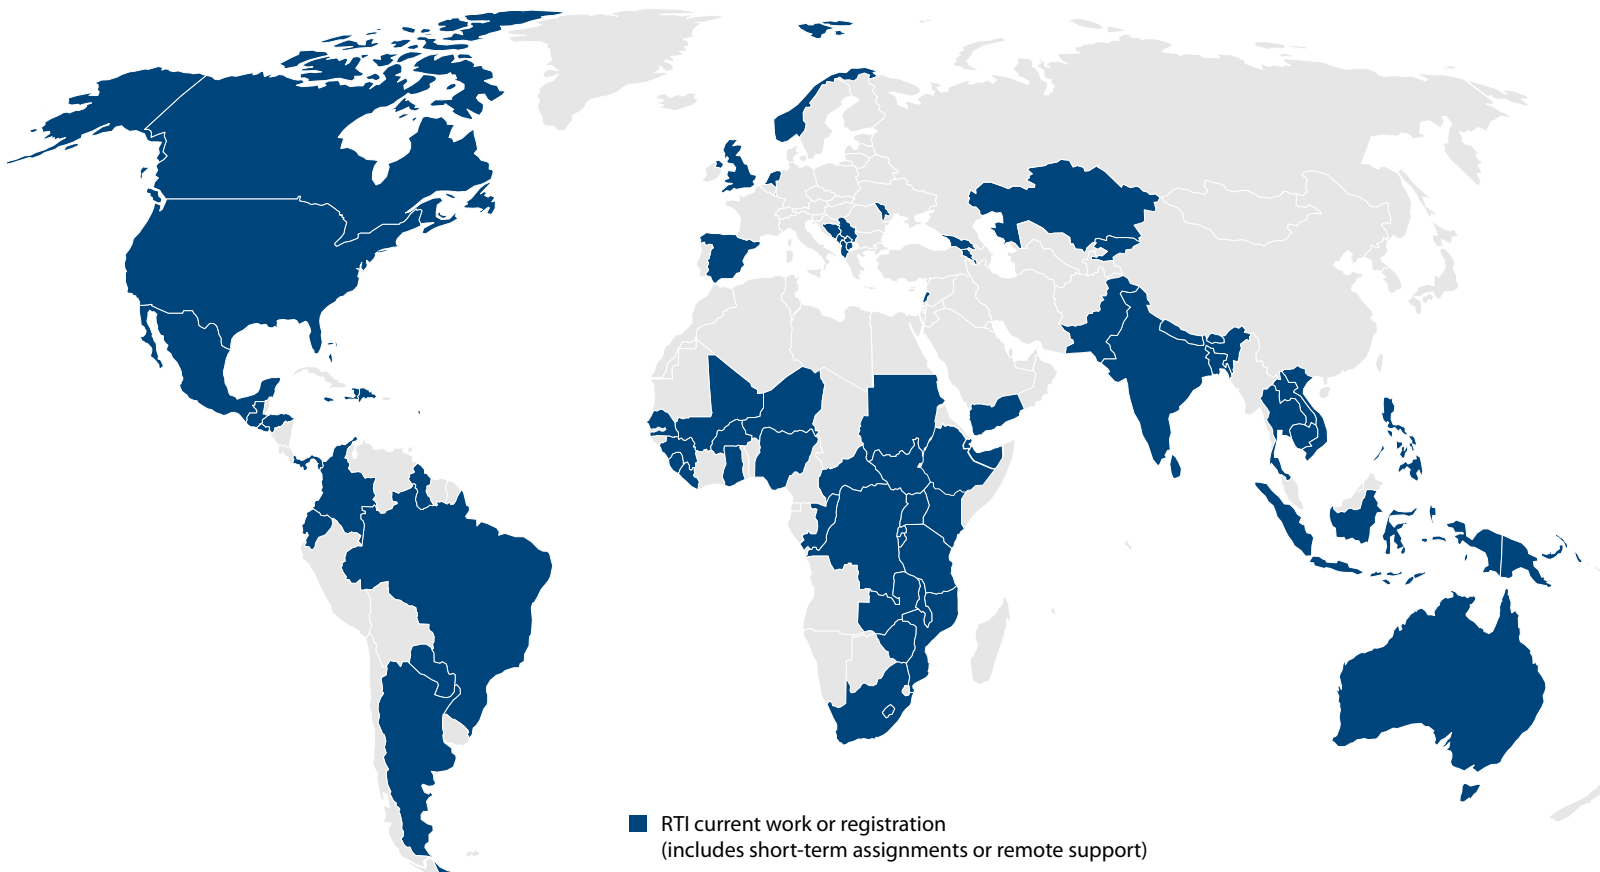 RTI current work or registration
(includes short-term assignments or remote support)